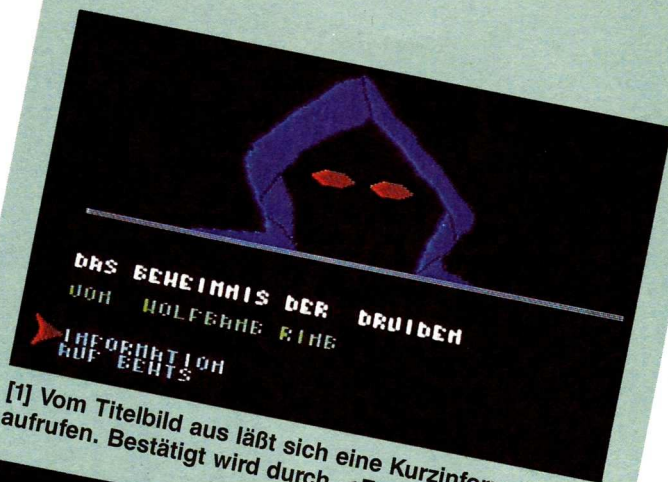 DAS GEHEIMNIS DER DRUIDEN
VON WOLFGANG RING
INFORMATION
AUF GEHTS
[1] Vom Titelbild aus läßt sich eine
aufrufen. Bestätigt wird durch